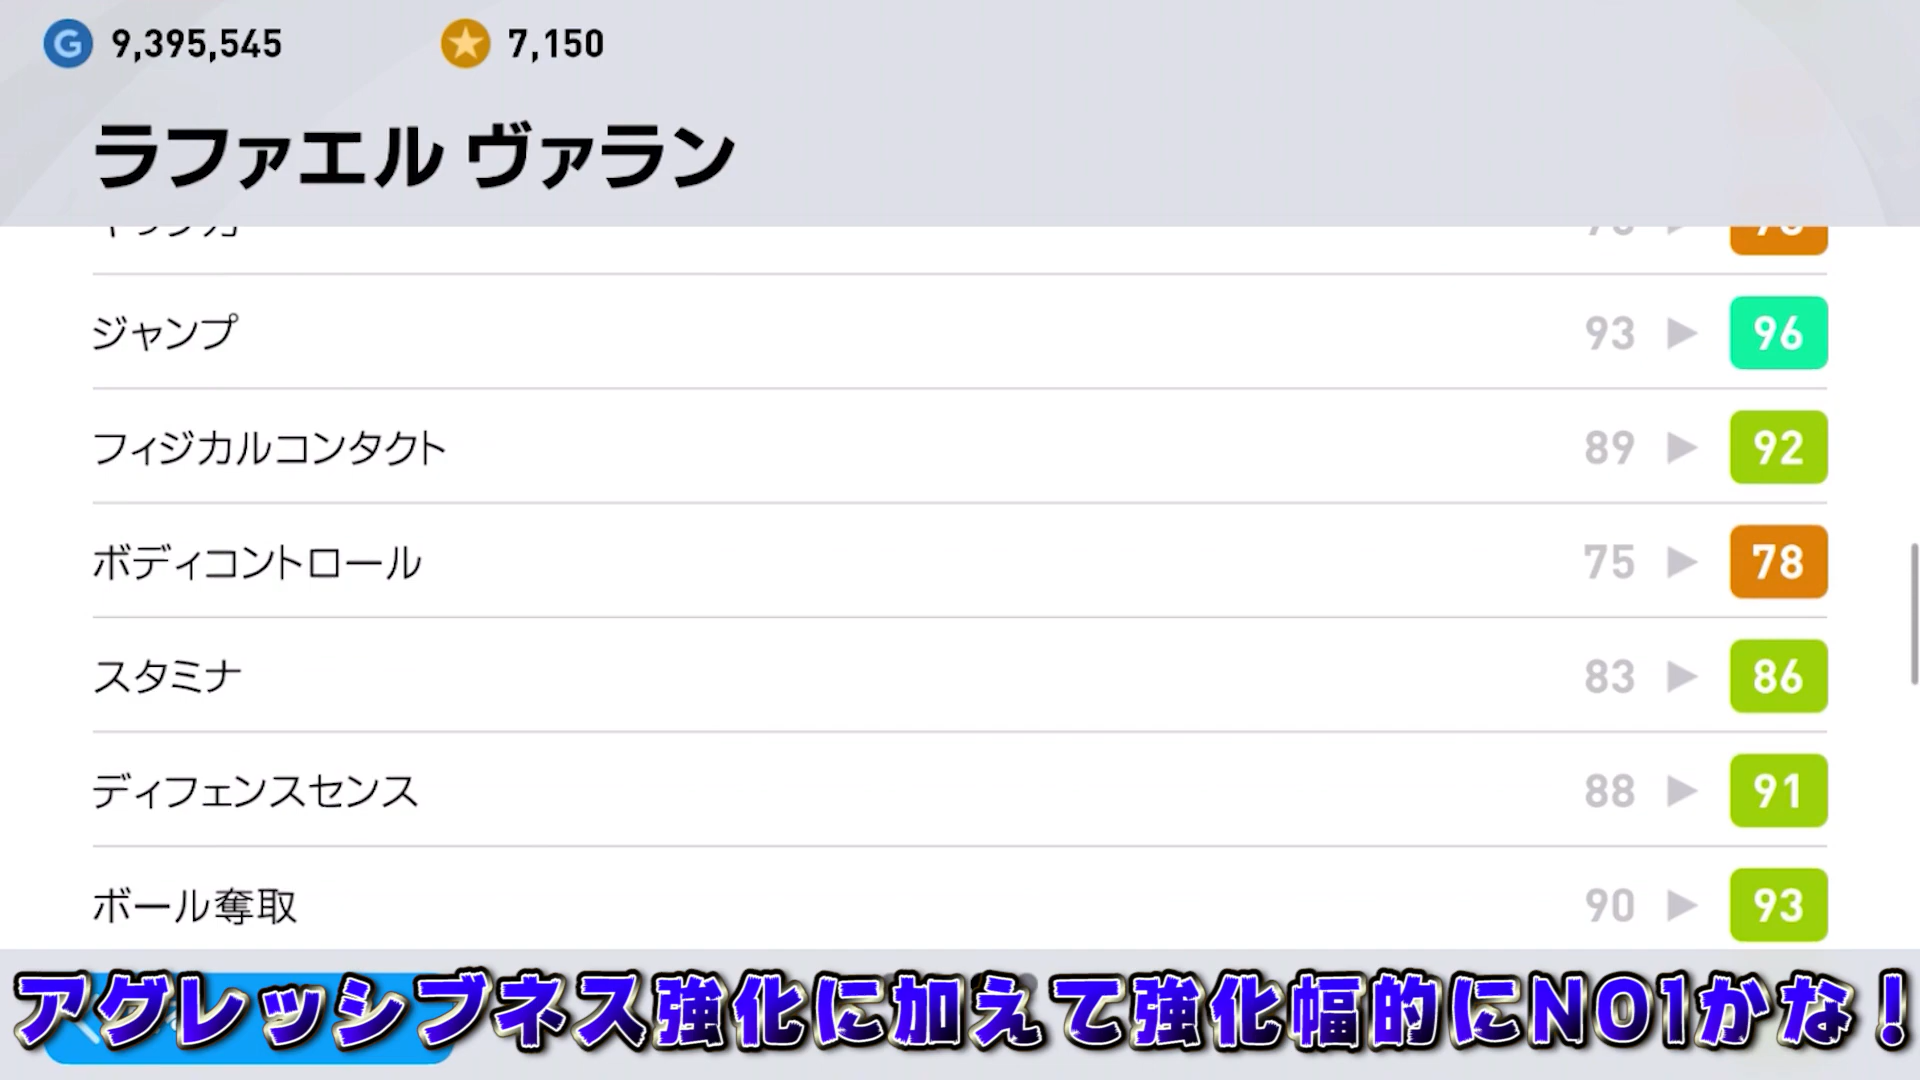 G 9,395,545 7,150
ラファエル ヴァラン
ジャンプ 93 ▶ 96
フィジカルコンタクト 89 ▶ 92
ボディコントロール 75 ▶ 78
スタミナ 83 ▶ 86
ディフェンスセンス 88 ▶ 91
ボール奪取 90 ▶ 93
アグレッシブネス強化に加えて強化幅的にNO1かな！